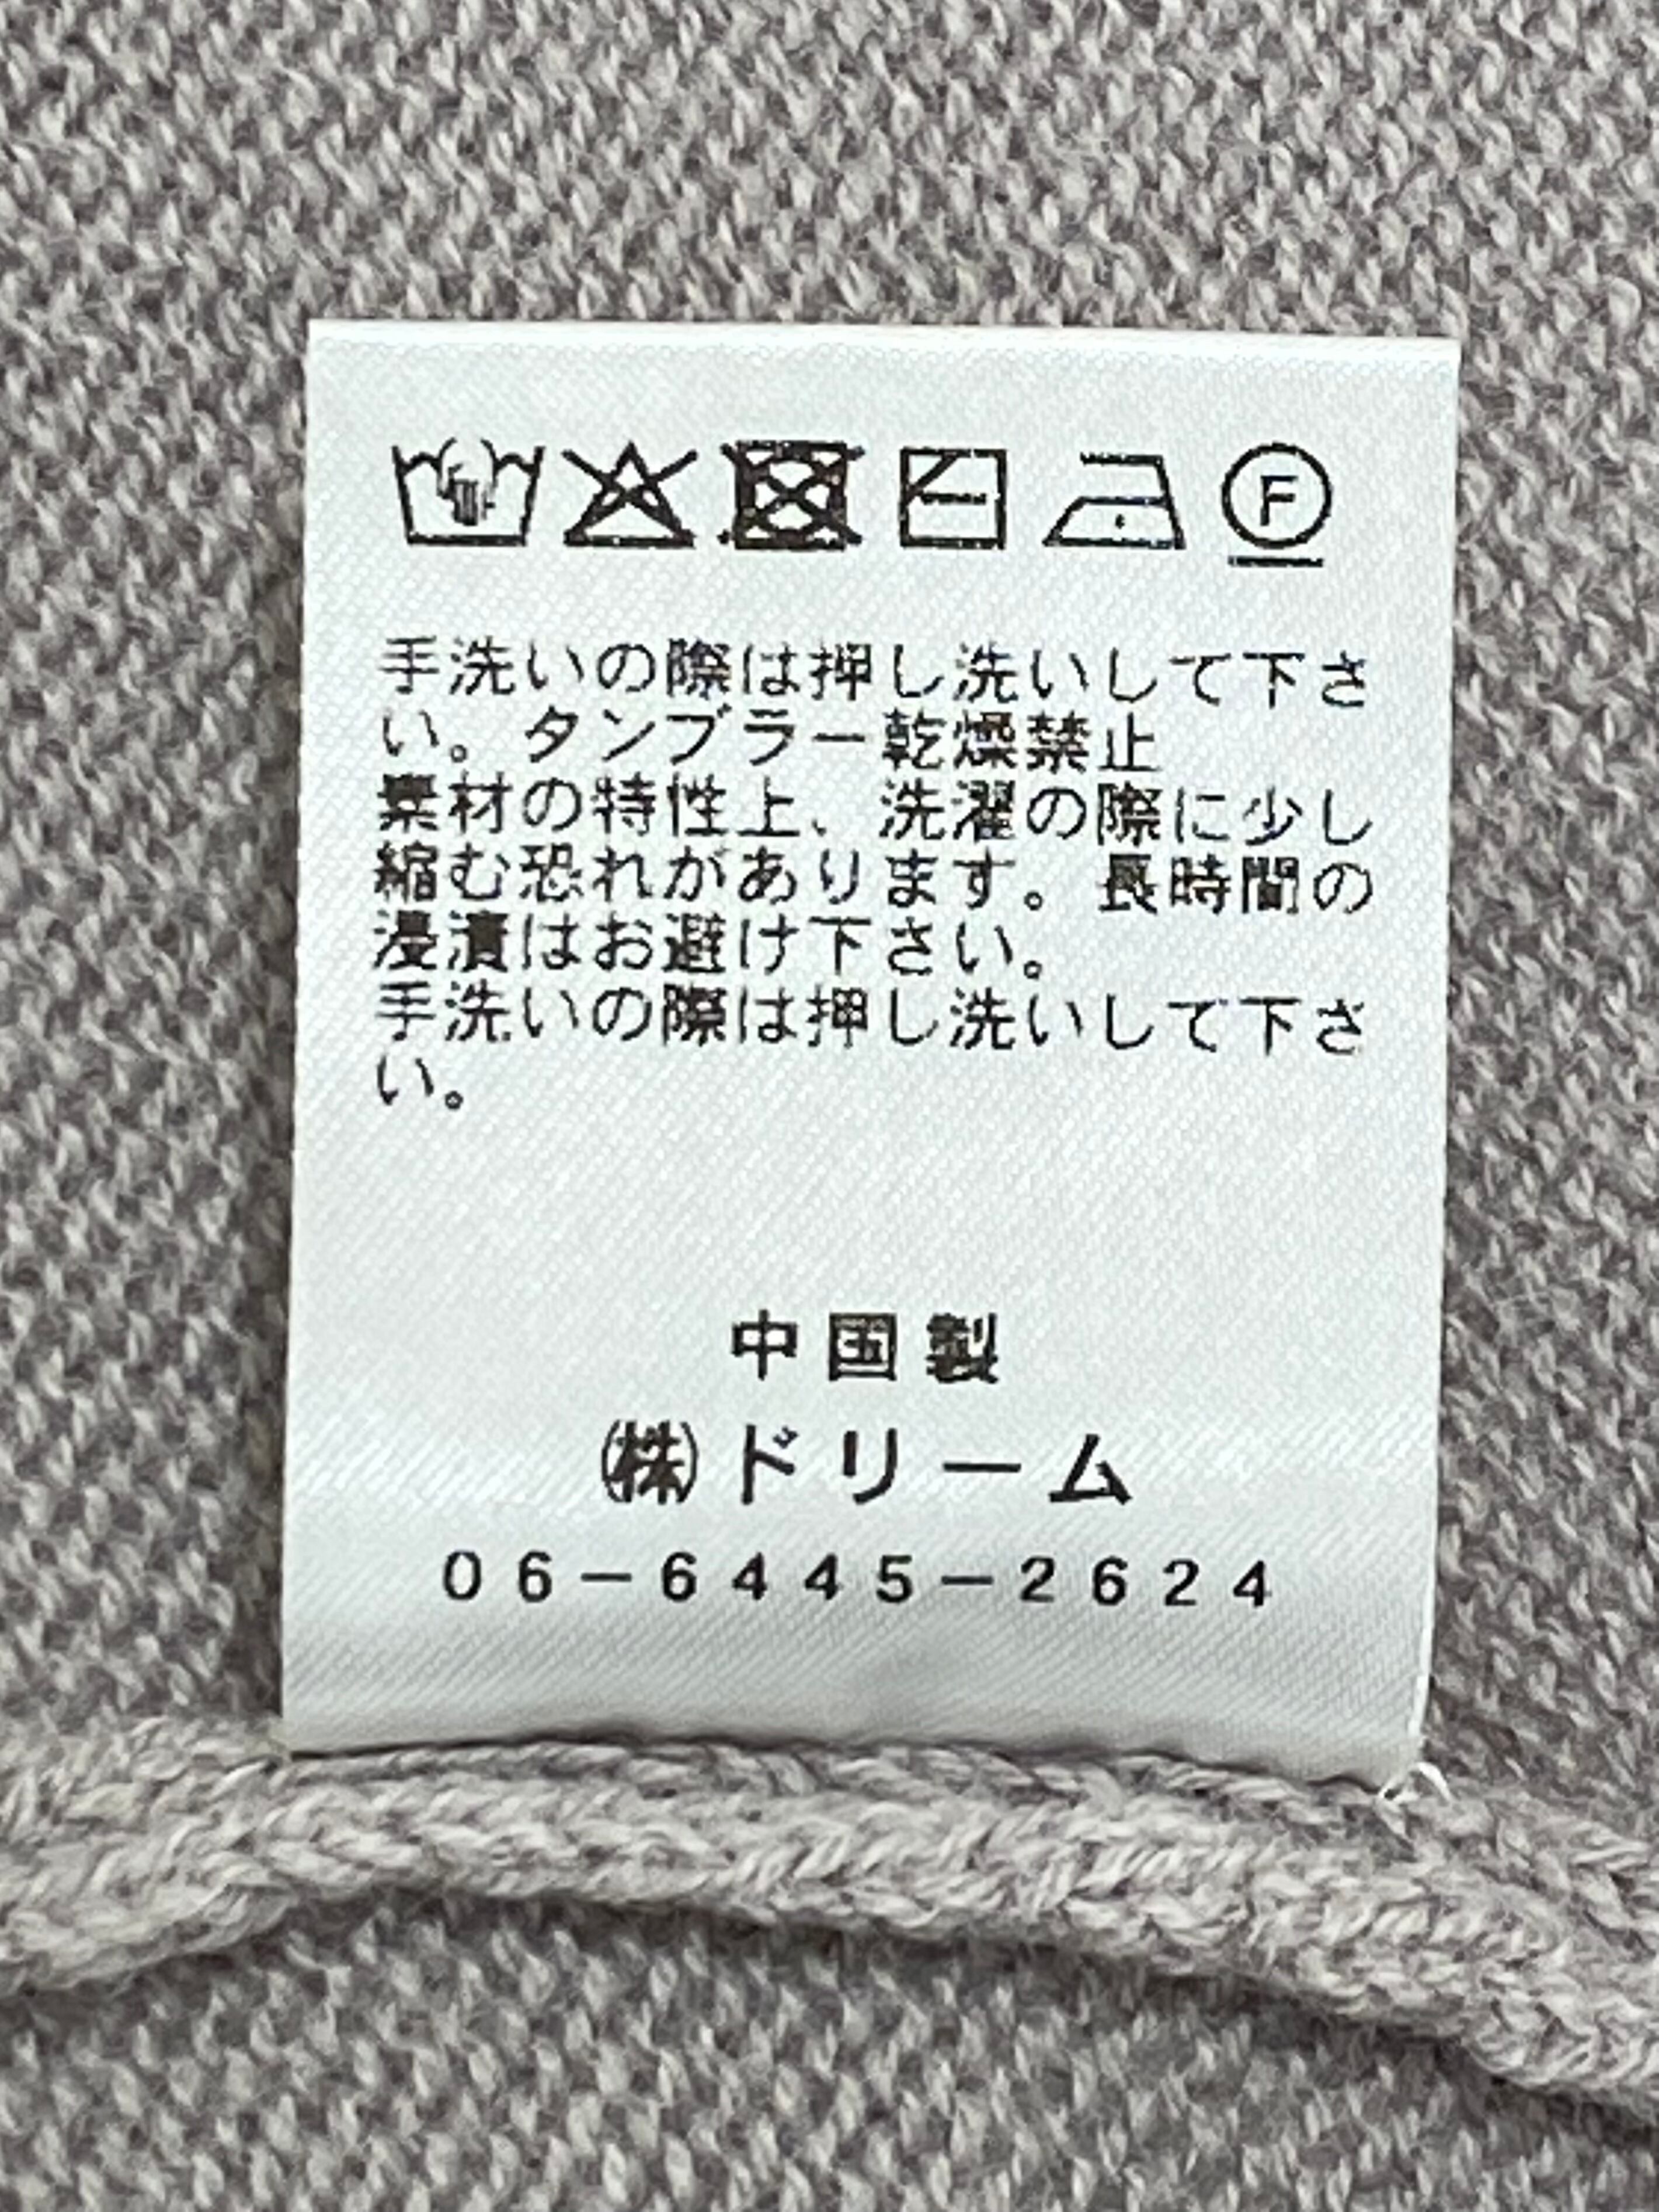 手洗いの際は押し洗いして下さ
い。タンブラー乾燥禁止
素材の特性上、洗濯の際に少し
縮む恐れがあります。長時間の
浸漬はお避け下さい。
手洗いの際は押し洗いして下さ
い。
中国製
㈱ドリーム
06-6445-2624